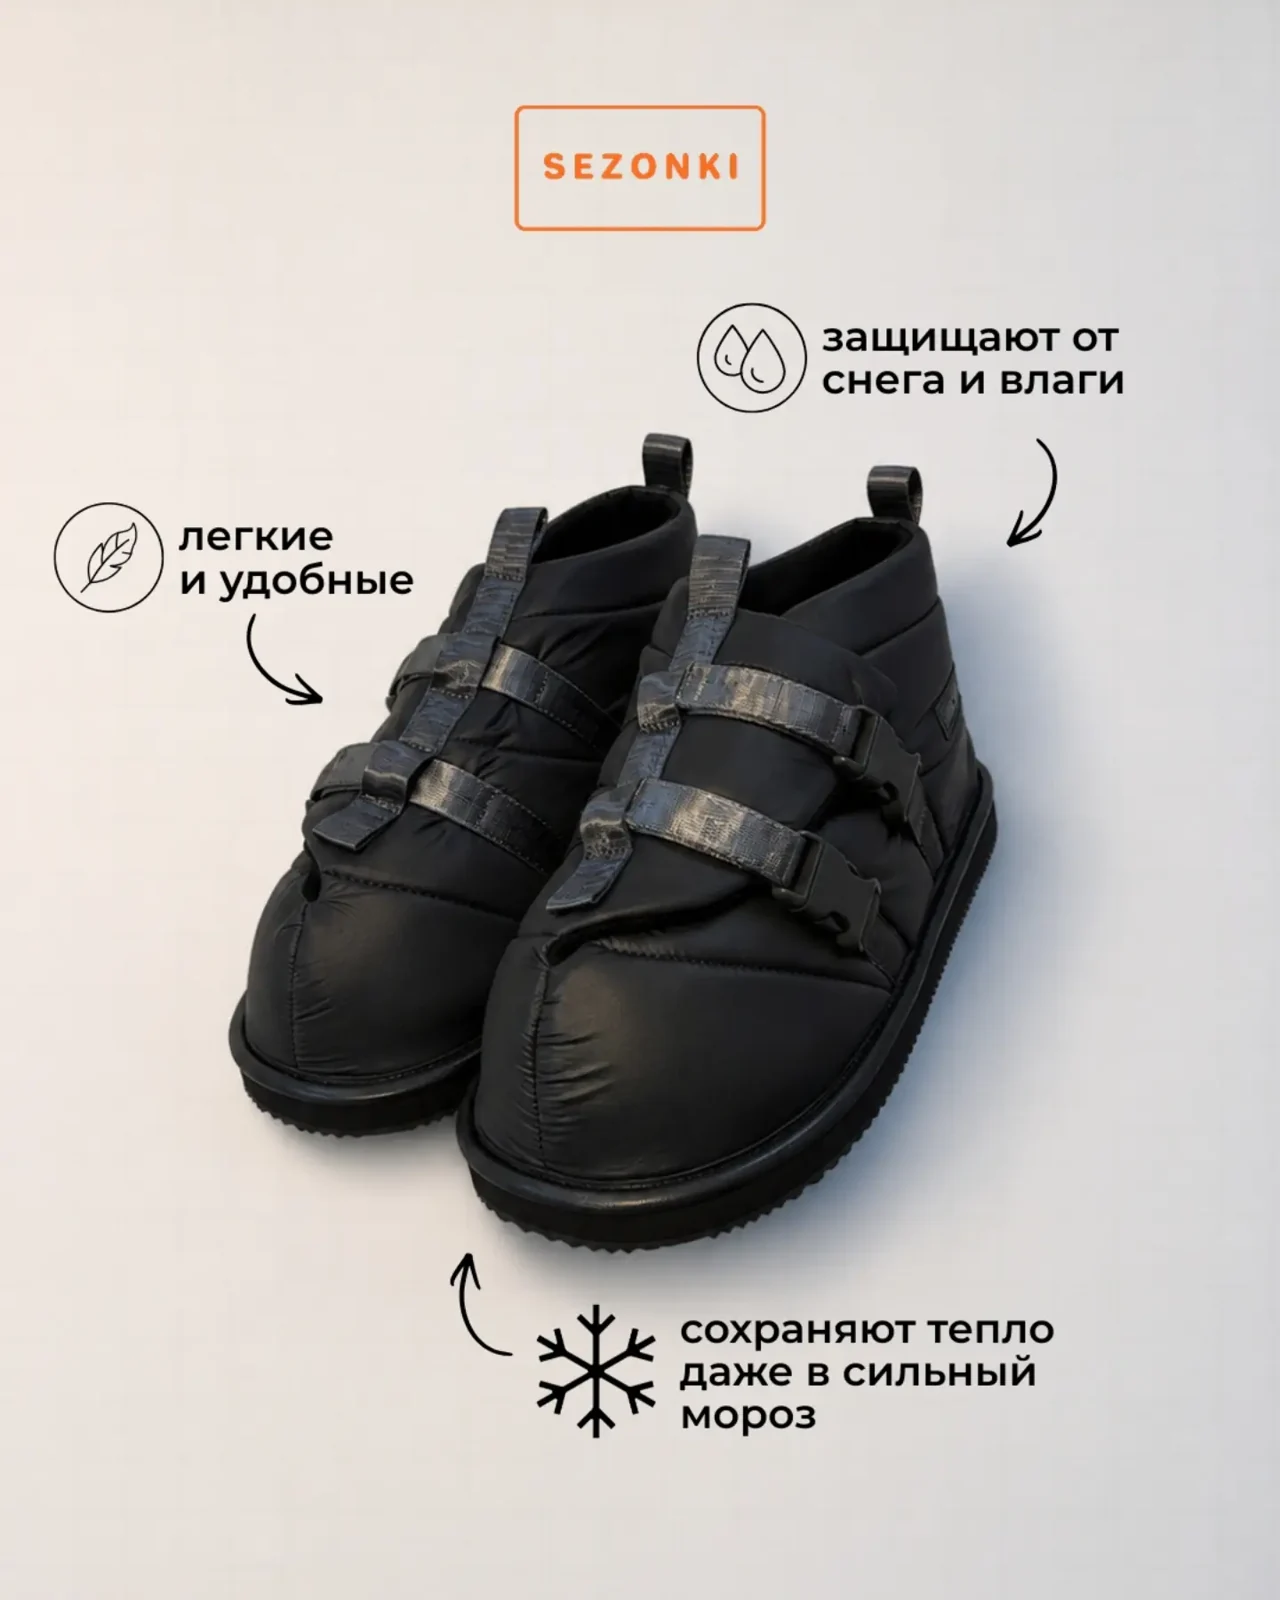 SEZONKI
защищают от
снега и влаги
легкие
и удобные
сохраняют тепло
даже в сильный
мороз